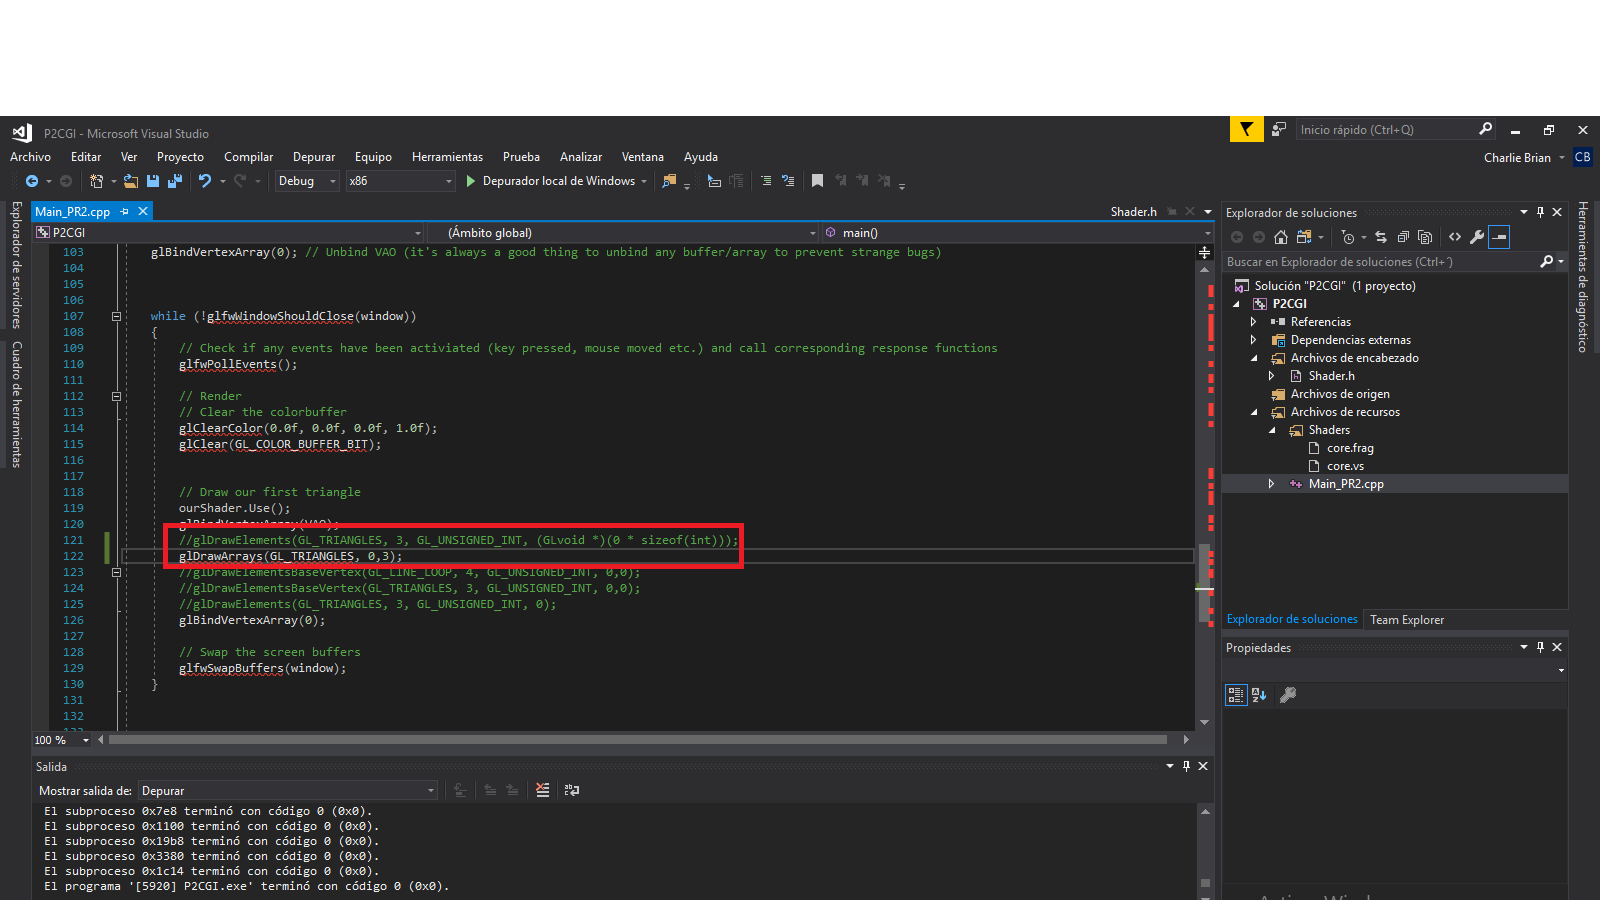 P2CGI - Microsoft Visual Studio
Inicio rápido (Ctrl+Q)
Archivo Editar Ver Proyecto Compilar Depurar Equipo Herramientas Prueba Analizar Ventana Ayuda
Charlie Brian CB
Debug x86 Depurador local de Windows
Explorador de servidores
Cuadro de herramientas
Main_PR2.cpp
Shader.h
P2CGI (Ámbito global) main()
103 glBindVertexArray(0); // Unbind VAO (it's always a good thing to unbind any buffer/array to prevent strange bugs)
104
105
106
107 while (!glfwWindowShouldClose(window))
108 {
109 // Check if any events have been activiated (key pressed, mouse moved etc.) and call corresponding response functions
110 glfwPollEvents();
111
112 // Render
113 // Clear the colorbuffer
114 glClearColor(0.0f, 0.0f, 0.0f, 1.0f);
115 glClear(GL_COLOR_BUFFER_BIT);
116
117
118 // Draw our first triangle
119 ourShader.Use();
120 glBindVertexArray(VAO);
121 //glDrawElements(GL_TRIANGLES, 3, GL_UNSIGNED_INT, (GLvoid *)(0 * sizeof(int)));
122 glDrawArrays(GL_TRIANGLES, 0,3);
123 //glDrawElementsBaseVertex(GL_LINE_LOOP, 4, GL_UNSIGNED_INT, 0,0);
124 //glDrawElementsBaseVertex(GL_TRIANGLES, 3, GL_UNSIGNED_INT, 0,0);
125 //glDrawElements(GL_TRIANGLES, 3, GL_UNSIGNED_INT, 0);
126 glBindVertexArray(0);
127
128 // Swap the screen buffers
129 glfwSwapBuffers(window);
130 }
131
132
100 %
Salida
Mostrar salida de: Depurar
El subproceso 0x7e8 terminó con código 0 (0x0).
El subproceso 0x1100 terminó con código 0 (0x0).
El subproceso 0x19b8 terminó con código 0 (0x0).
El subproceso 0x3380 terminó con código 0 (0x0).
El subproceso 0x1c14 terminó con código 0 (0x0).
El programa '[5920] P2CGI.exe' terminó con código 0 (0x0).
Explorador de soluciones
Buscar en Explorador de soluciones (Ctrl+´)
Solución "P2CGI" (1 proyecto)
P2CGI
Referencias
Dependencias externas
Archivos de encabezado
Shader.h
Archivos de origen
Archivos de recursos
Shaders
core.frag
core.vs
Main_PR2.cpp
Explorador de soluciones Team Explorer
Propiedades
Herramientas de diagnóstico